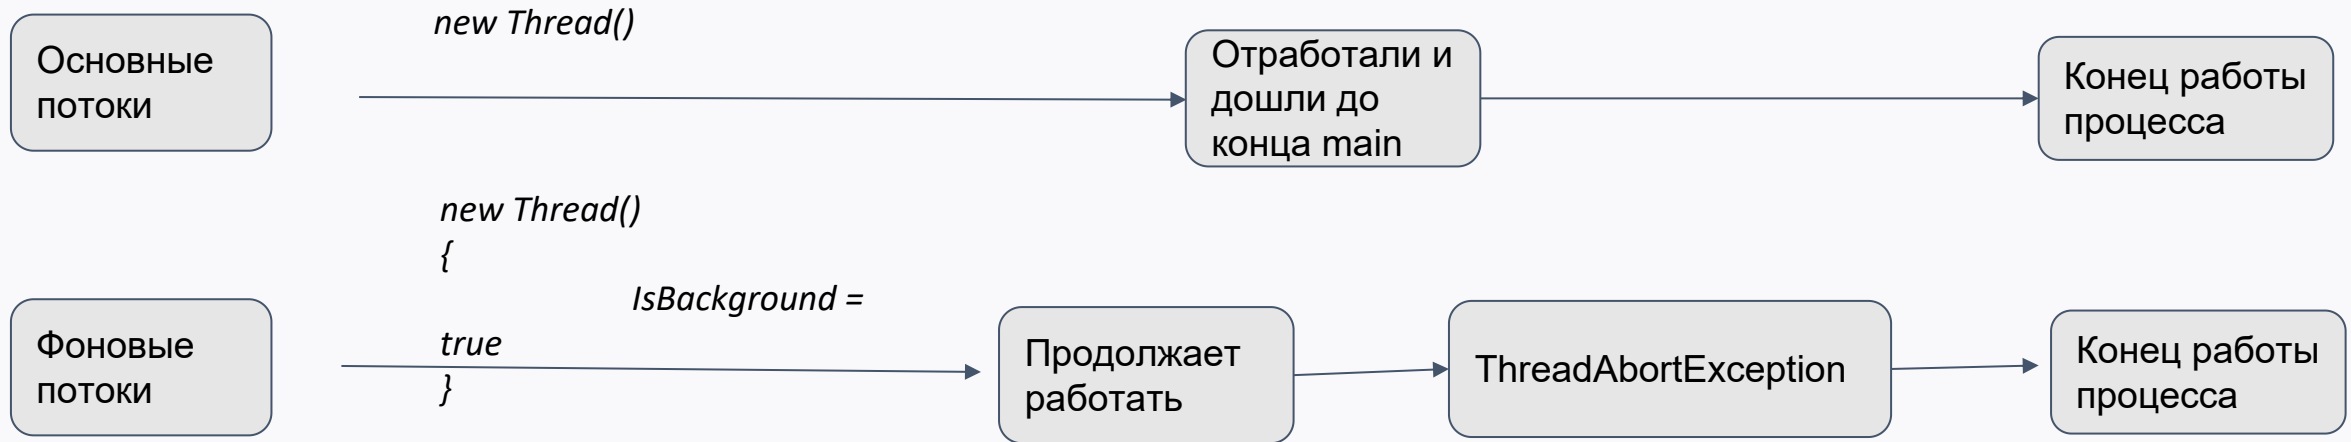 new Thread()
Основные
потоки
Отработали и
дошли до
конца main
Конец работы
процесса
new Thread()
{
IsBackground =
true
}
Фоновые
потоки
Продолжает
работать
ThreadAbortException
Конец работы
процесса